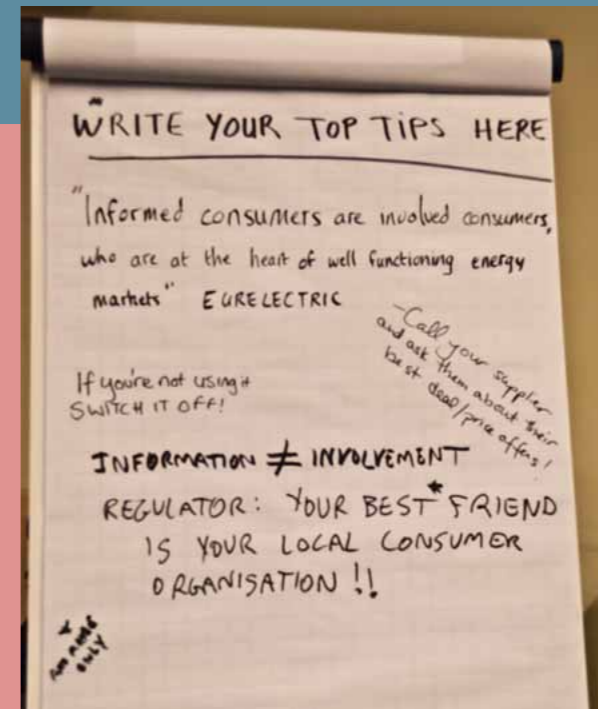 WRITE YOUR TOP TIPS HERE
"Informed consumers are involved consumers,
who are at the heart of well functioning energy
markets" EURELECTRIC
-Call your supplier
and ask them about their
best deal/price offers!
If you're not using it
SWITCH IT OFF!
INFORMATION ≠ INVOLVEMENT
REGULATOR: YOUR BEST* FRIEND
IS YOUR LOCAL CONSUMER
ORGANISATION!!
ONLY